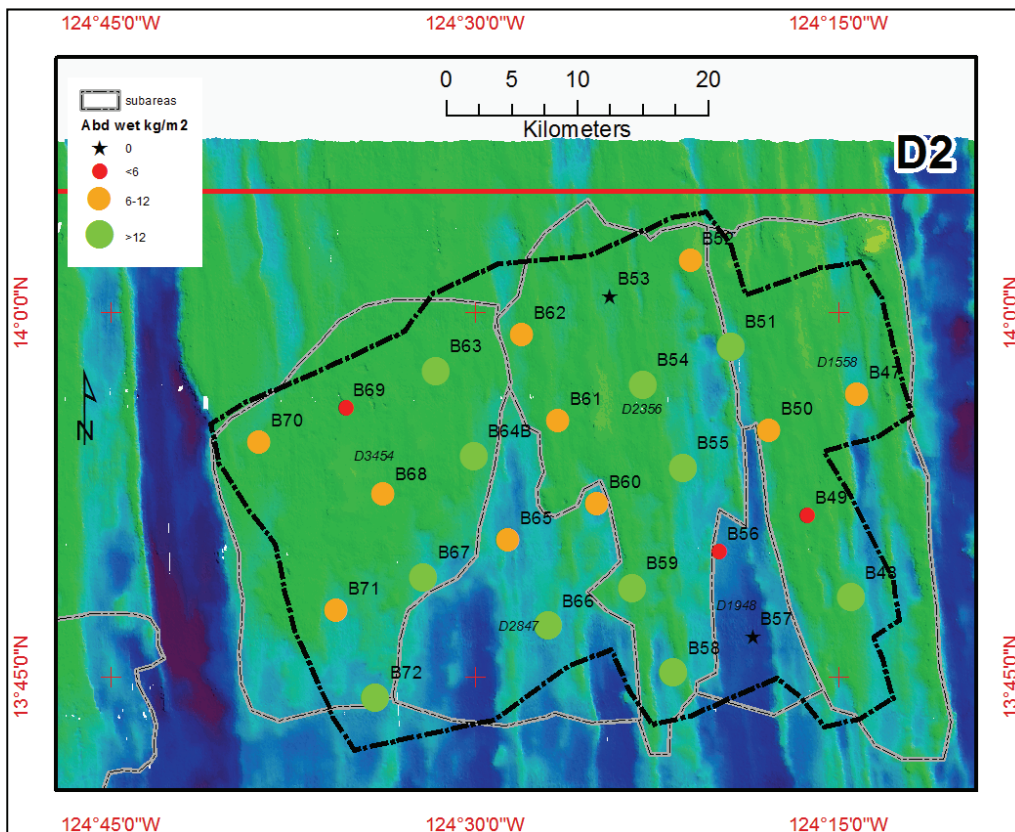 124°45'0"W 124°30'0"W 124°15'0"W
0 5 10 20
Kilometers
subareas
Abd wet kg/m2
0
<6
6-12
>12
D2
B52
B53
14°0'0"N 14°0'0"N
B62
B51
B63
B54
D1558
B47
B69
D2356
B61
B50
B70
B64B
D3454
B55
B68
B60
B49
B65
B56
B67
B59
B48
B71
B66
D1948
D2847
B57
B58
B72
13°45'0"N 13°45'0"N
N
124°45'0"W 124°30'0"W 124°15'0"W